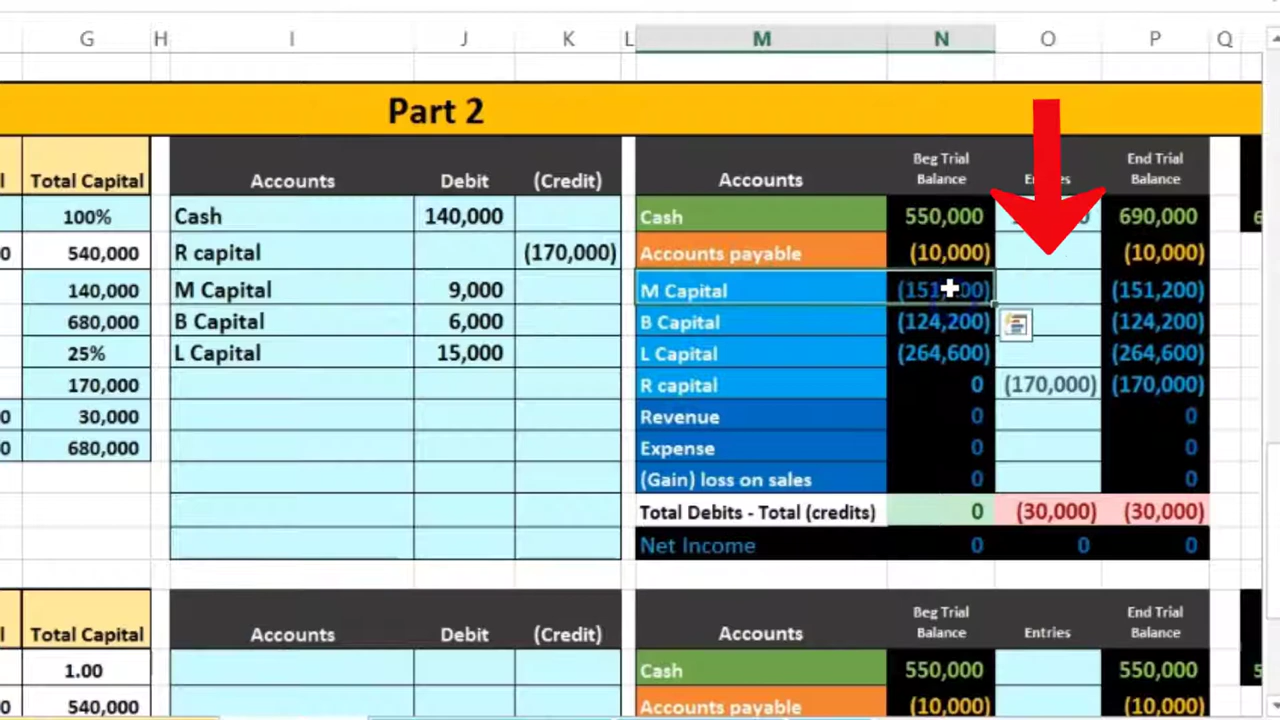 G H I J K L M N O P Q
Part 2
Total Capital Accounts Debit (Credit) Accounts Beg Trial Balance End Trial Balance
100% Cash 140,000 Cash 550,000 690,000
540,000 R capital (170,000) Accounts payable (10,000) (10,000)
140,000 M Capital 9,000 M Capital (151,200)
680,000 B Capital 6,000 B Capital (124,200) (124,200)
25% L Capital 15,000 L Capital (264,600) (264,600)
170,000 R capital 0 (170,000) (170,000)
0 30,000 Revenue 0 0
0 680,000 Expense 0 0
(Gain) loss on sales 0 0
Total Debits - Total (credits) 0 (30,000) (30,000)
Net Income 0 0 0
Total Capital Accounts Debit (Credit) Accounts Beg Trial Balance Entries End Trial Balance
1.00 Cash 550,000 550,000
540,000 Accounts payable (10,000) (10,000)